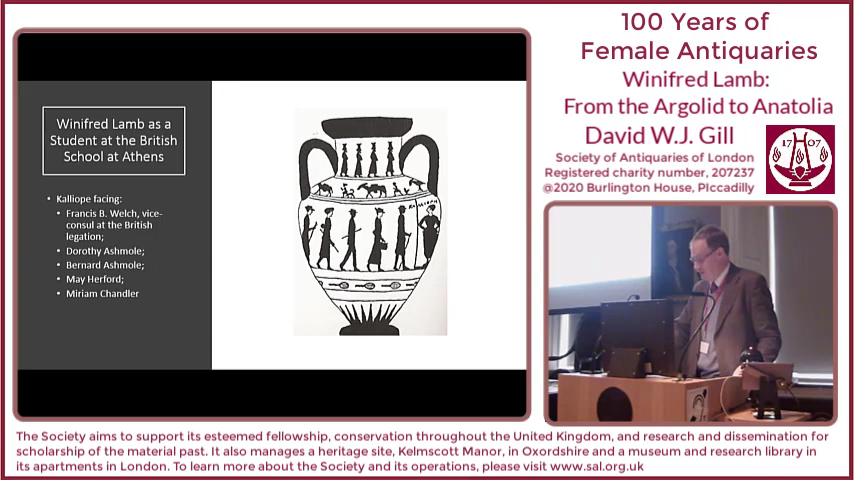 100 Years of
Female Antiquaries
Winifred Lamb:
From the Argolid to Anatolia
David W.J. Gill
Society of Antiquaries of London
Registered charity number, 207237
@2020 Burlington House, PIccadilly
17 07
Winifred Lamb as a
Student at the British
School at Athens
• Kalliope facing:
• Francis B. Welch, vice-
consul at the British
legation;
• Dorothy Ashmole;
• Bernard Ashmole;
• May Herford;
• Miriam Chandler
The Society aims to support its esteemed fellowship, conservation throughout the United Kingdom, and research and dissemination for
scholarship of the material past. It also manages a heritage site, Kelmscott Manor, in Oxordshire and a museum and research library in
its apartments in London. To learn more about the Society and its operations, please visit www.sal.org.uk